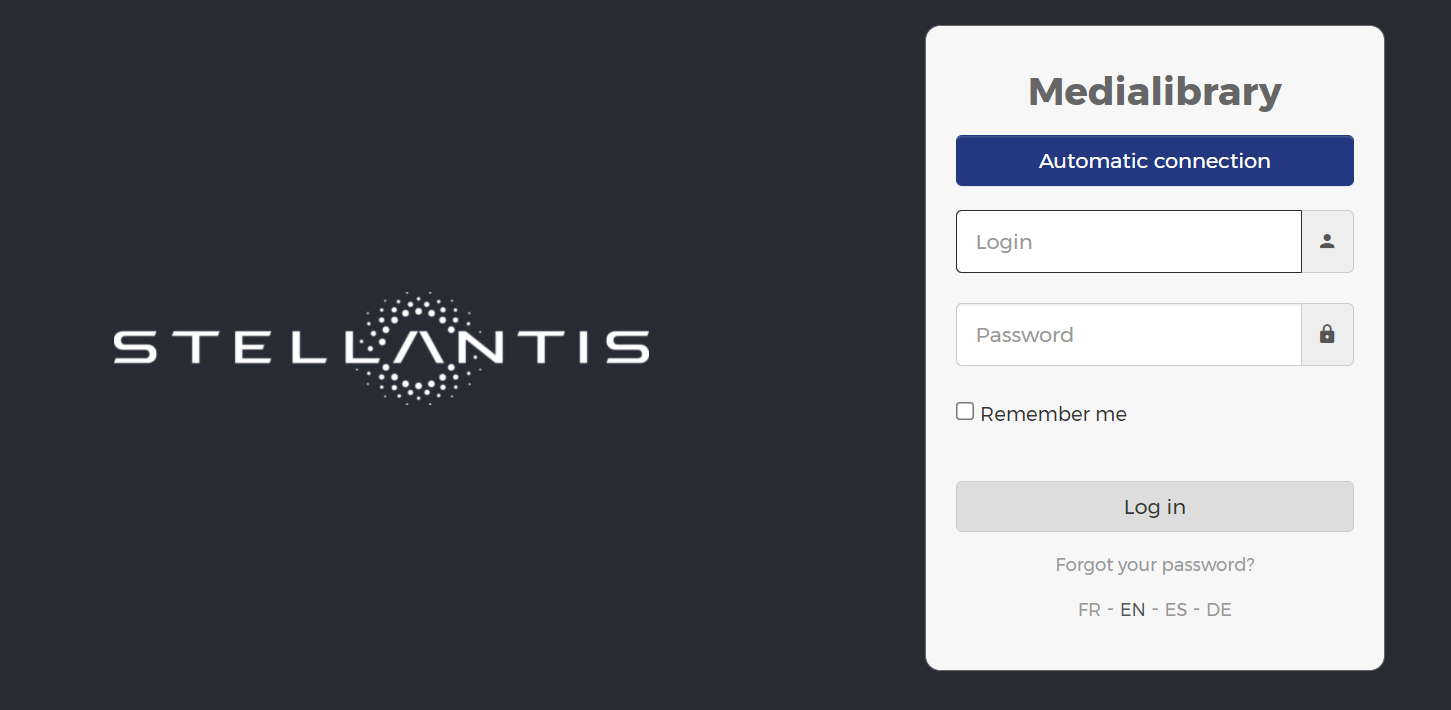 STELLANTIS
Medialibrary
Automatic connection
Login
Password
Remember me
Log in
Forgot your password?
FR - EN - ES - DE